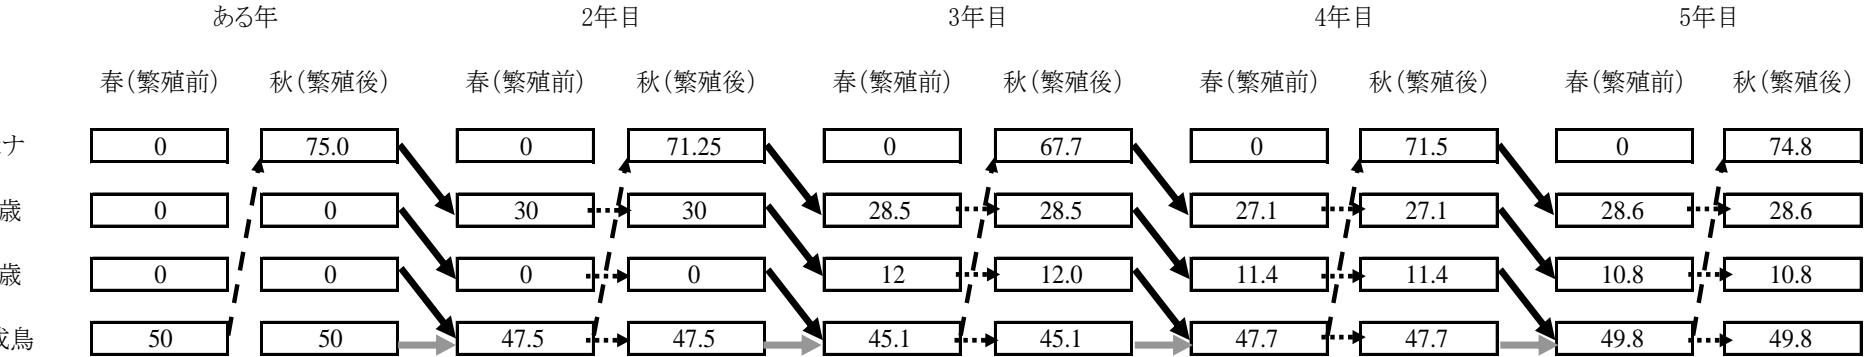 ある年 2年目 3年目 4年目 5年目
春(繁殖前) 秋(繁殖後) 春(繁殖前) 秋(繁殖後) 春(繁殖前) 秋(繁殖後) 春(繁殖前) 秋(繁殖後) 春(繁殖前) 秋(繁殖後)
ナ 0 75.0 0 71.25 0 67.7 0 71.5 0 74.8
歳 0 0 30 30 28.5 28.5 27.1 27.1 28.6 28.6
歳 0 0 0 0 12 12.0 11.4 11.4 10.8 10.8
成鳥 50 50 47.5 47.5 45.1 45.1 47.7 47.7 49.8 49.8